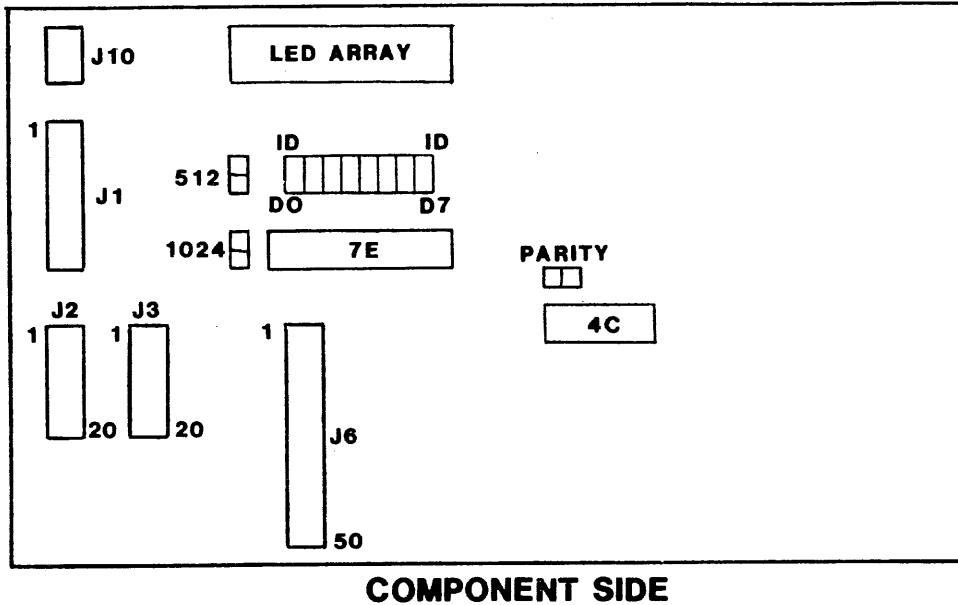 J10
LED ARRAY
1
J1
ID ID
512
D0 D7
1024
7E
PARITY
4C
J2 J3
1 1 1
20 20
J6
50
COMPONENT SIDE